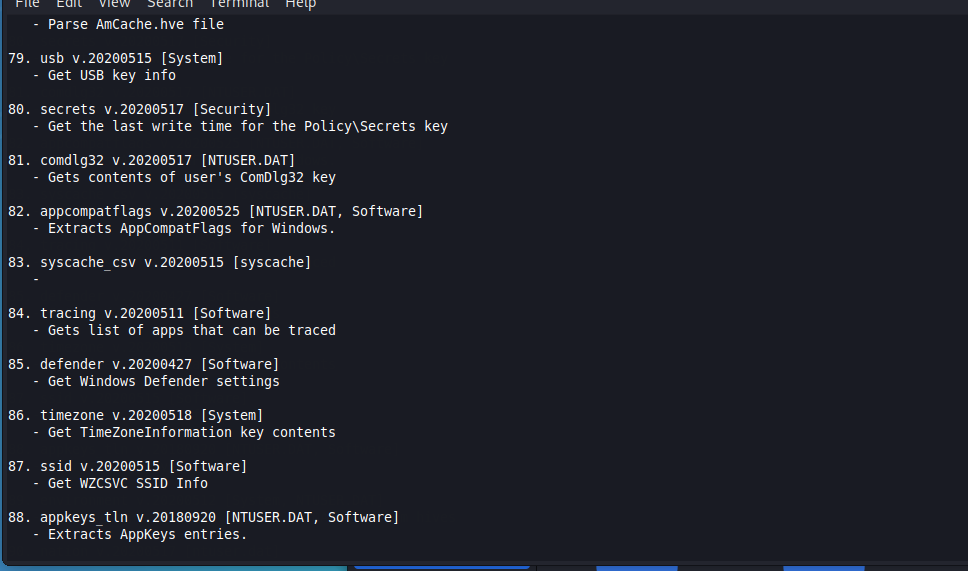 File Edit View Search Terminal Help
- Parse AmCache.hve file
79. usb v.20200515 [System]
- Get USB key info
80. secrets v.20200517 [Security]
- Get the last write time for the Policy\Secrets key
81. comdlg32 v.20200517 [NTUSER.DAT]
- Gets contents of user's ComDlg32 key
82. appcompatflags v.20200525 [NTUSER.DAT, Software]
- Extracts AppCompatFlags for Windows.
83. syscache_csv v.20200515 [syscache]
-
84. tracing v.20200511 [Software]
- Gets list of apps that can be traced
85. defender v.20200427 [Software]
- Get Windows Defender settings
86. timezone v.20200518 [System]
- Get TimeZoneInformation key contents
87. ssid v.20200515 [Software]
- Get WZCSVC SSID Info
88. appkeys_tln v.20180920 [NTUSER.DAT, Software]
- Extracts AppKeys entries.